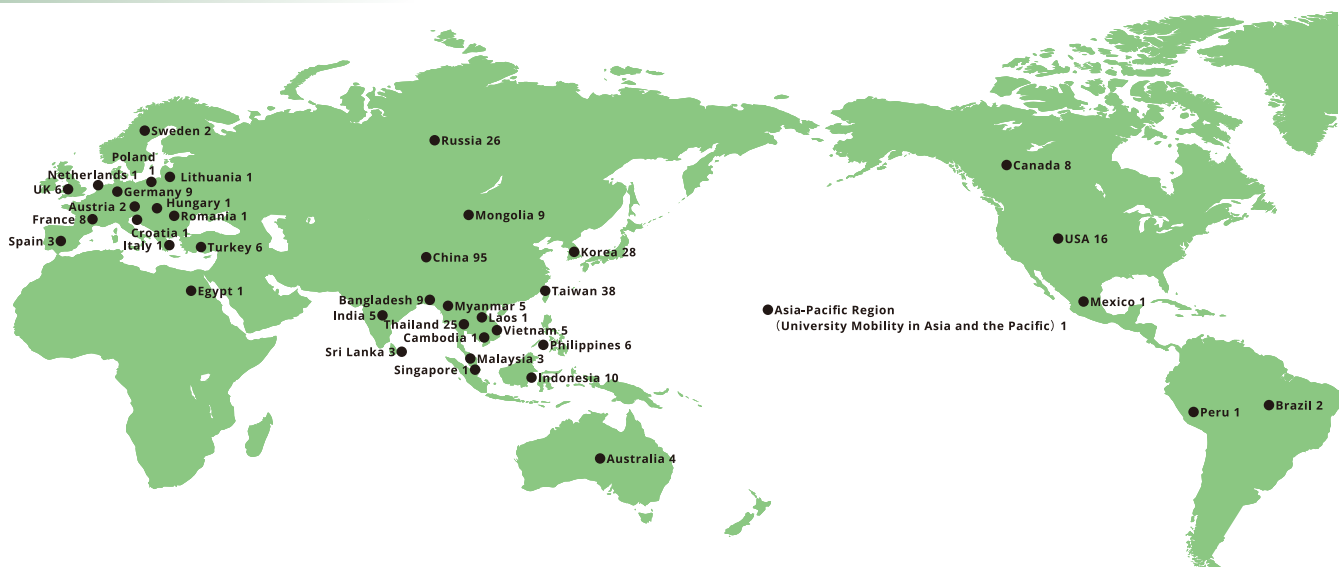 Sweden 2
Poland
1
Netherlands 1
Lithuania 1
UK 6
Germany 9
Austria 2
Hungary 1
France 8
Romania 1
Croatia 1
Spain 3
Italy 1
Turkey 6
Egypt 1
Russia 26
Mongolia 9
China 95
Korea 28
Taiwan 38
Bangladesh 9
Myanmar 5
India 5
Laos 1
Thailand 25
Vietnam 5
Cambodia 1
Philippines 6
Sri Lanka 3
Malaysia 3
Singapore 1
Indonesia 10
Australia 4
Asia-Pacific Region
（University Mobility in Asia and the Pacific）1
Canada 8
USA 16
Mexico 1
Peru 1
Brazil 2